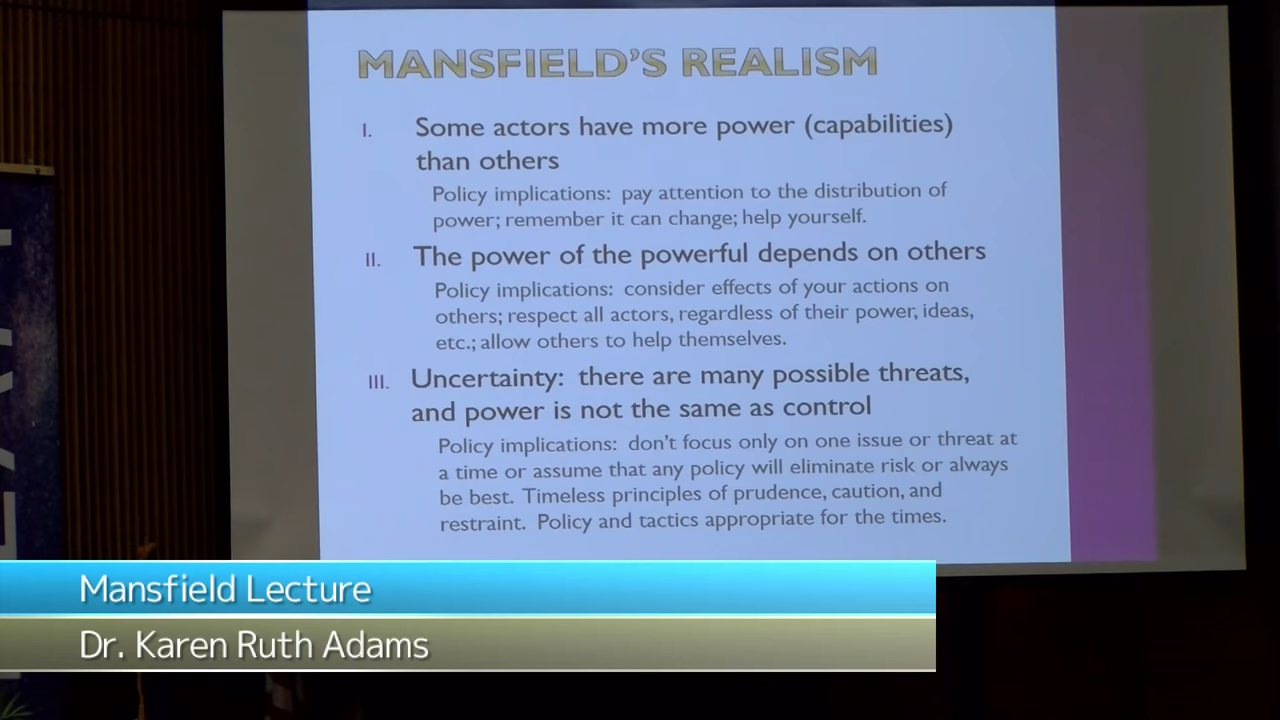 MANSFIELD'S REALISM
I. Some actors have more power (capabilities)
than others
Policy implications: pay attention to the distribution of
power; remember it can change; help yourself.
II. The power of the powerful depends on others
Policy implications: consider effects of your actions on
others; respect all actors, regardless of their power, ideas,
etc.; allow others to help themselves.
III. Uncertainty: there are many possible threats,
and power is not the same as control
Policy implications: don't focus only on one issue or threat at
a time or assume that any policy will eliminate risk or always
be best. Timeless principles of prudence, caution, and
restraint. Policy and tactics appropriate for the times.
Mansfield Lecture
Dr. Karen Ruth Adams